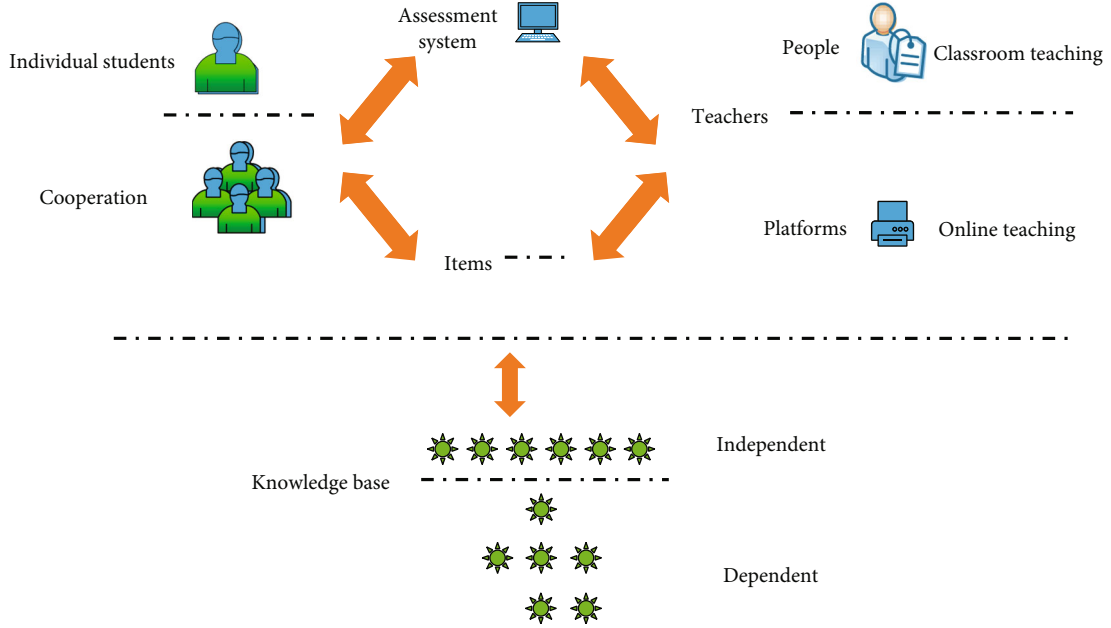 Assessment
system
Individual students
People
Classroom teaching
Teachers
Cooperation
Platforms
Online teaching
Items
Independent
Knowledge base
Dependent